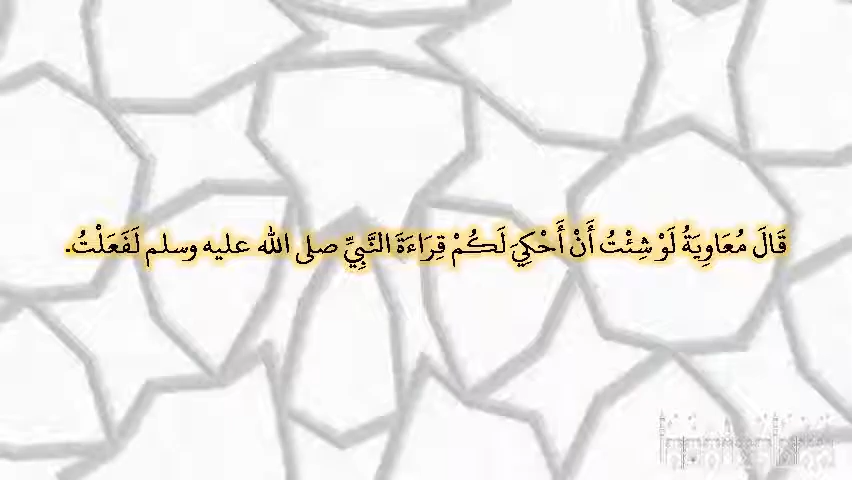 قَالَ مُعَاوِيَةُ لَوْ شِئْتُ أَنْ أَحْكِيَ لَكُمْ قِرَاءَةَ النَّبِيِّ صلى الله عليه وسلم لَفَعَلْتُ.